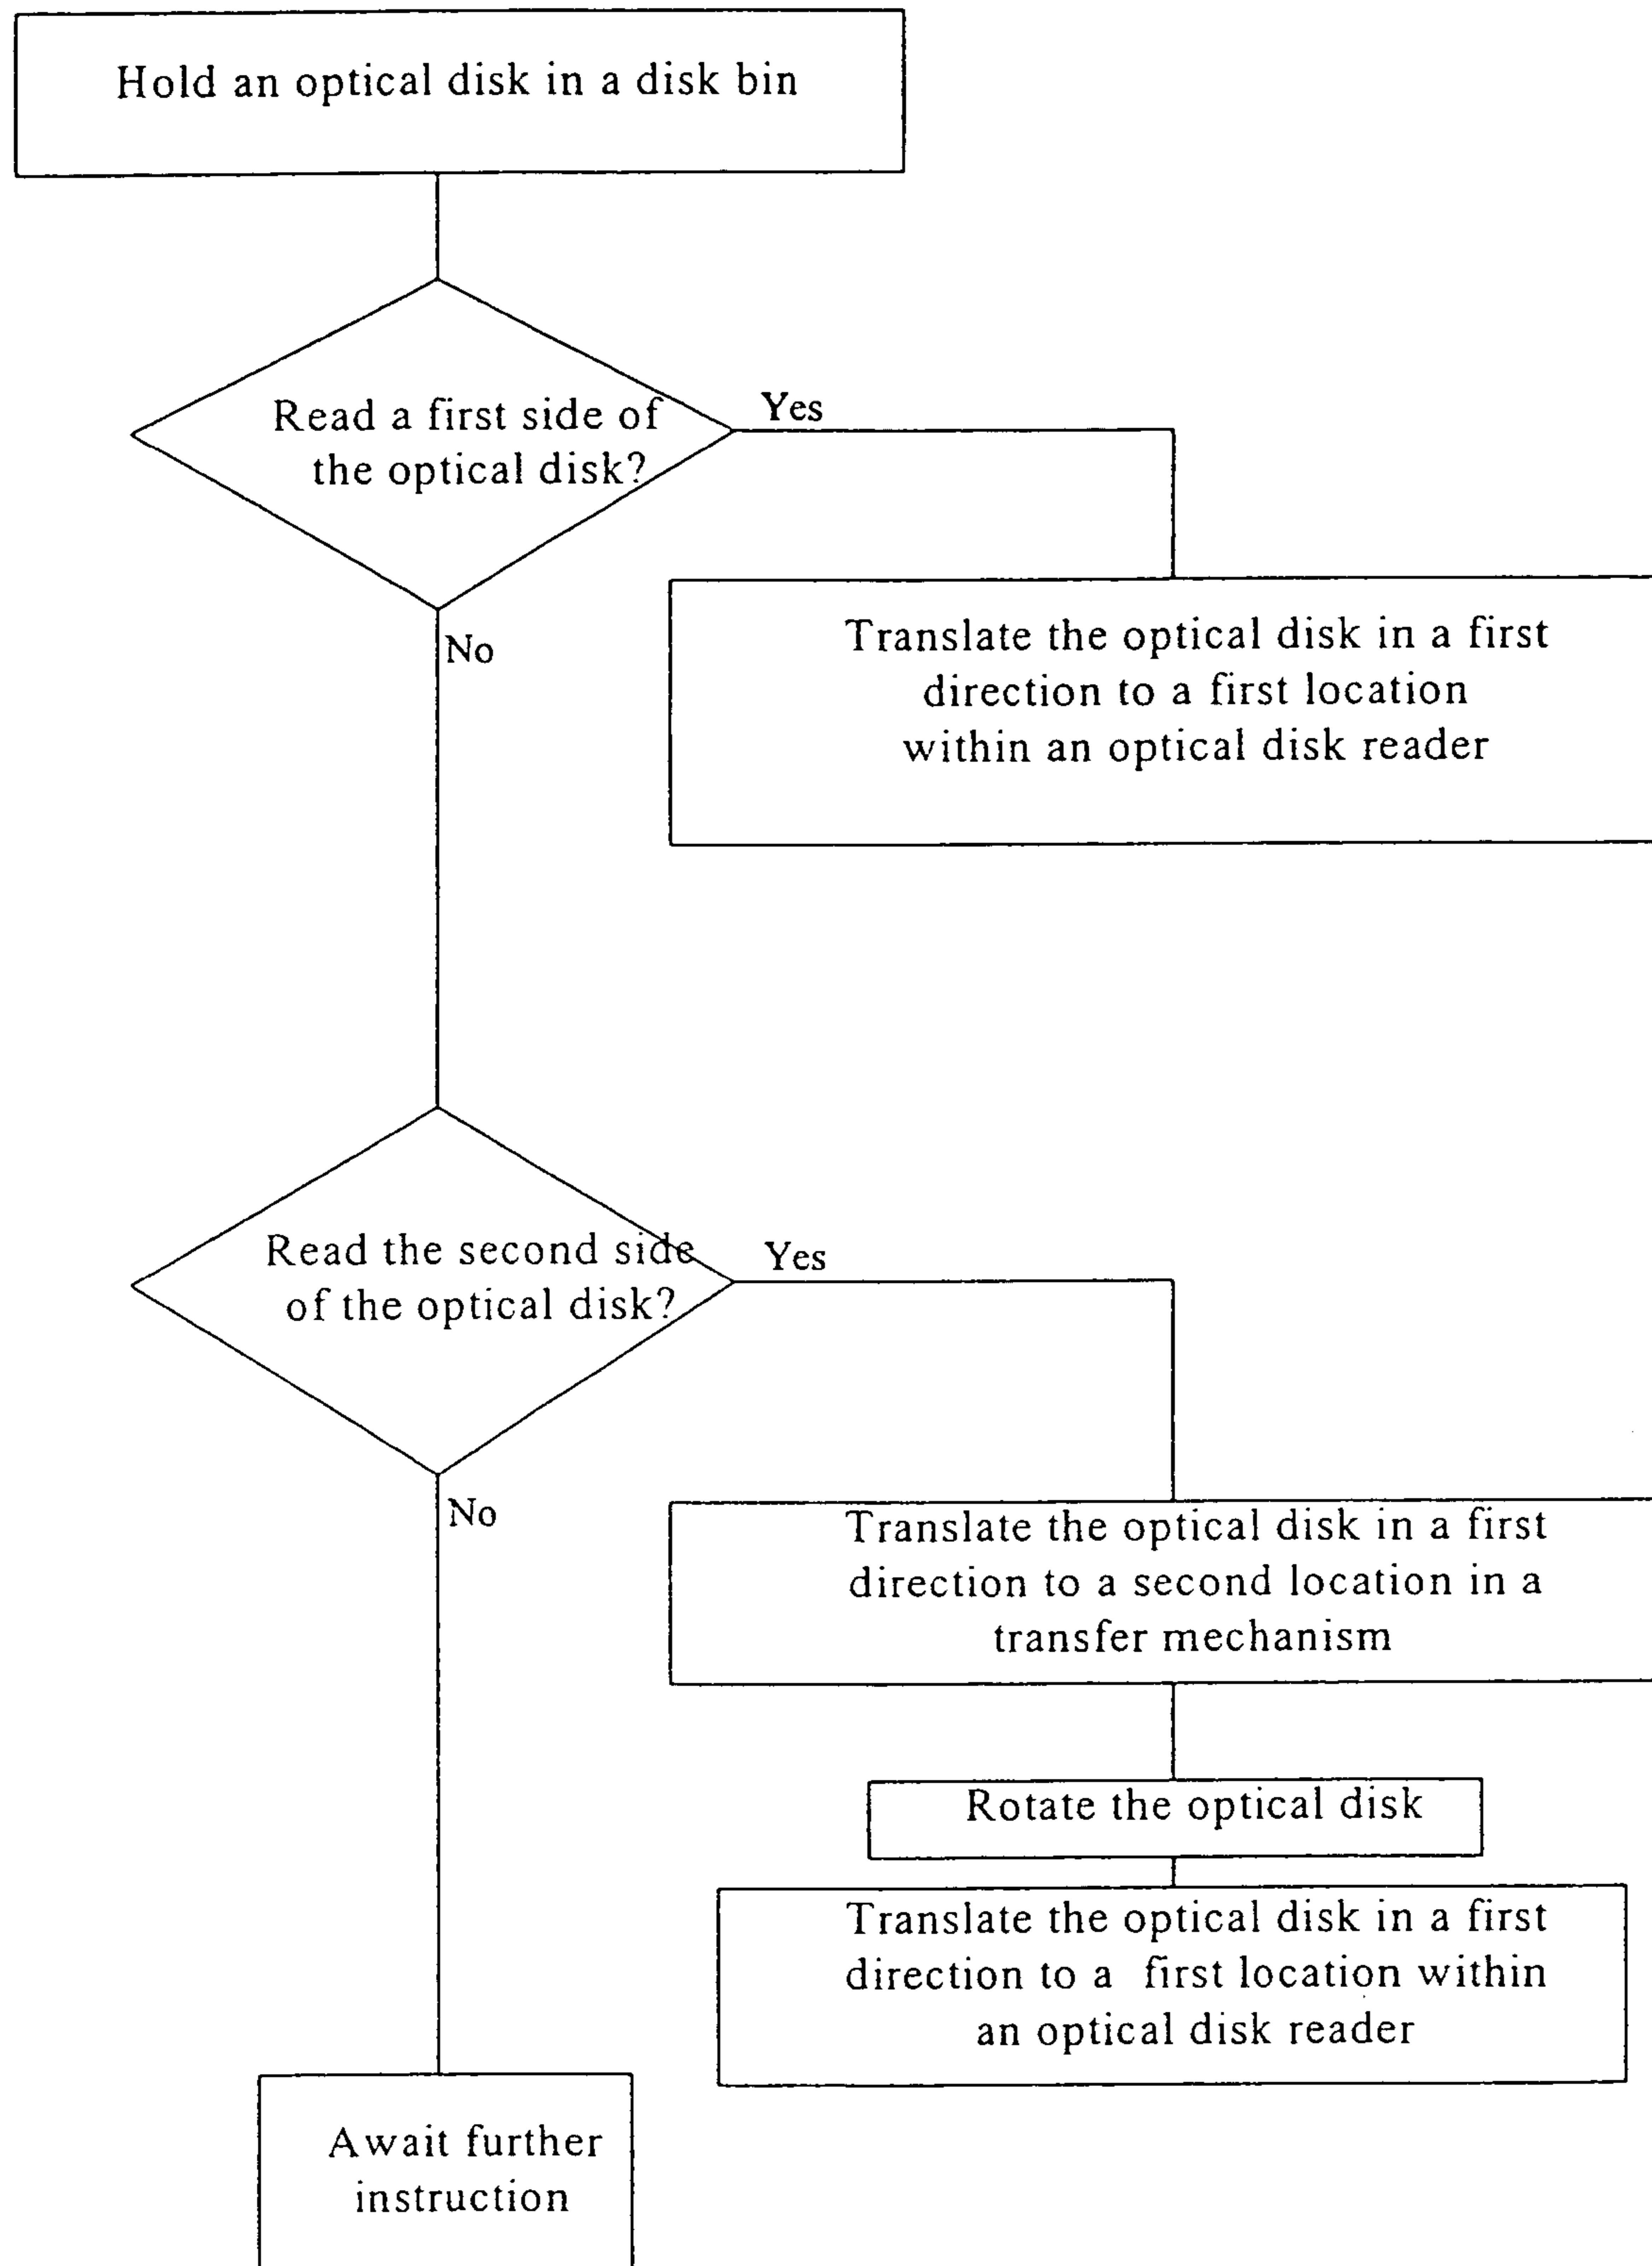 Hold an optical disk in a disk bin
Read a first side of
the optical disk?
Yes
No
Translate the optical disk in a first
direction to a first location
within an optical disk reader
Read the second side
of the optical disk?
Yes
No
Translate the optical disk in a first
direction to a second location in a
transfer mechanism
Rotate the optical disk
Translate the optical disk in a first
direction to a first location within
an optical disk reader
Await further
instruction